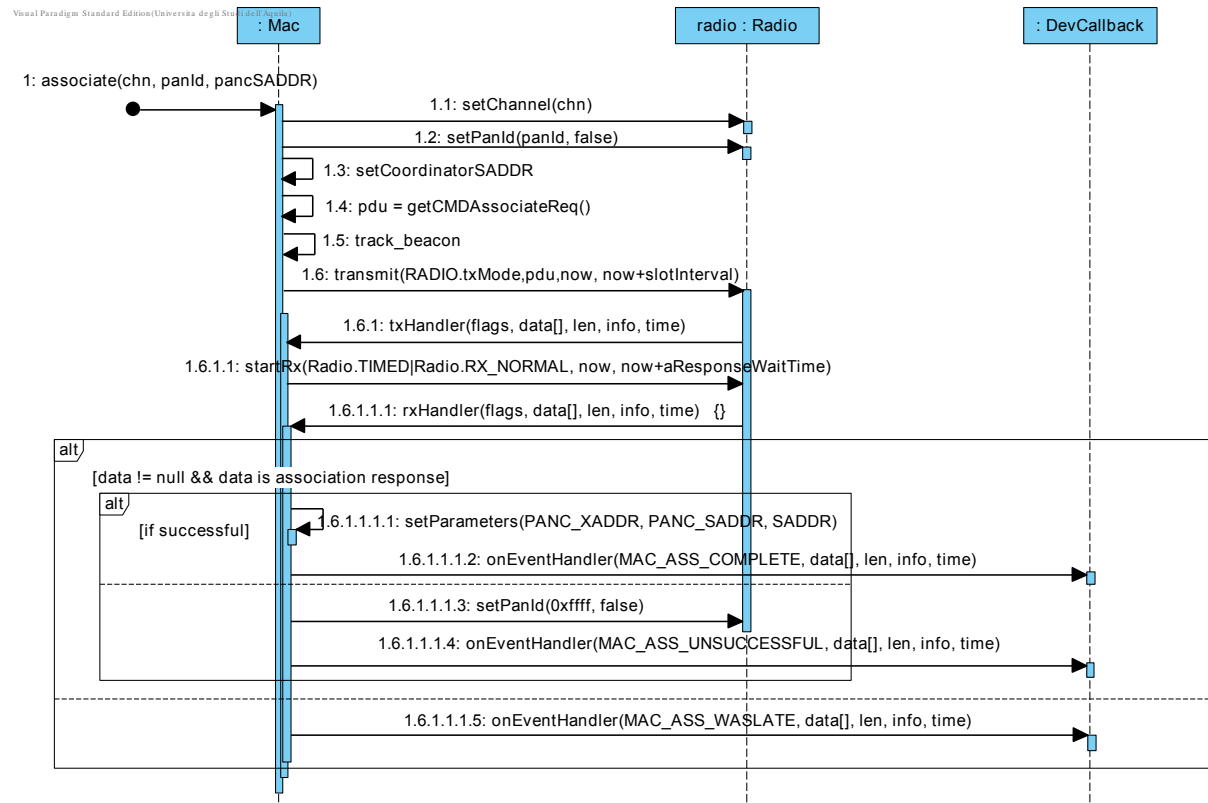 Visual Paradigm Standard Edition(Universita degli Studi dell'Aquila)
: Mac
radio : Radio
: DevCallback
1: associate(chn, panId, pancSADDR)
1.1: setChannel(chn)
1.2: setPanId(panId, false)
1.3: setCoordinatorSADDR
1.4: pdu = getCMDAssociateReq()
1.5: track_beacon
1.6: transmit(RADIO.txMode,pdu,now, now+slotInterval)
1.6.1: txHandler(flags, data[], len, info, time)
1.6.1.1: startRx(Radio.TIMED|Radio.RX_NORMAL, now, now+aResponseWaitTime)
1.6.1.1.1: rxHandler(flags, data[], len, info, time) {}
alt
[data != null && data is association response]
alt
[if successful]
1.6.1.1.1.1: setParameters(PANC_XADDR, PANC_SADDR, SADDR)
1.6.1.1.1.2: onEventHandler(MAC_ASS_COMPLETE, data[], len, info, time)
1.6.1.1.1.3: setPanId(0xffff, false)
1.6.1.1.1.4: onEventHandler(MAC_ASS_UNSUCCESSFUL, data[], len, info, time)
1.6.1.1.1.5: onEventHandler(MAC_ASS_WASLATE, data[], len, info, time)